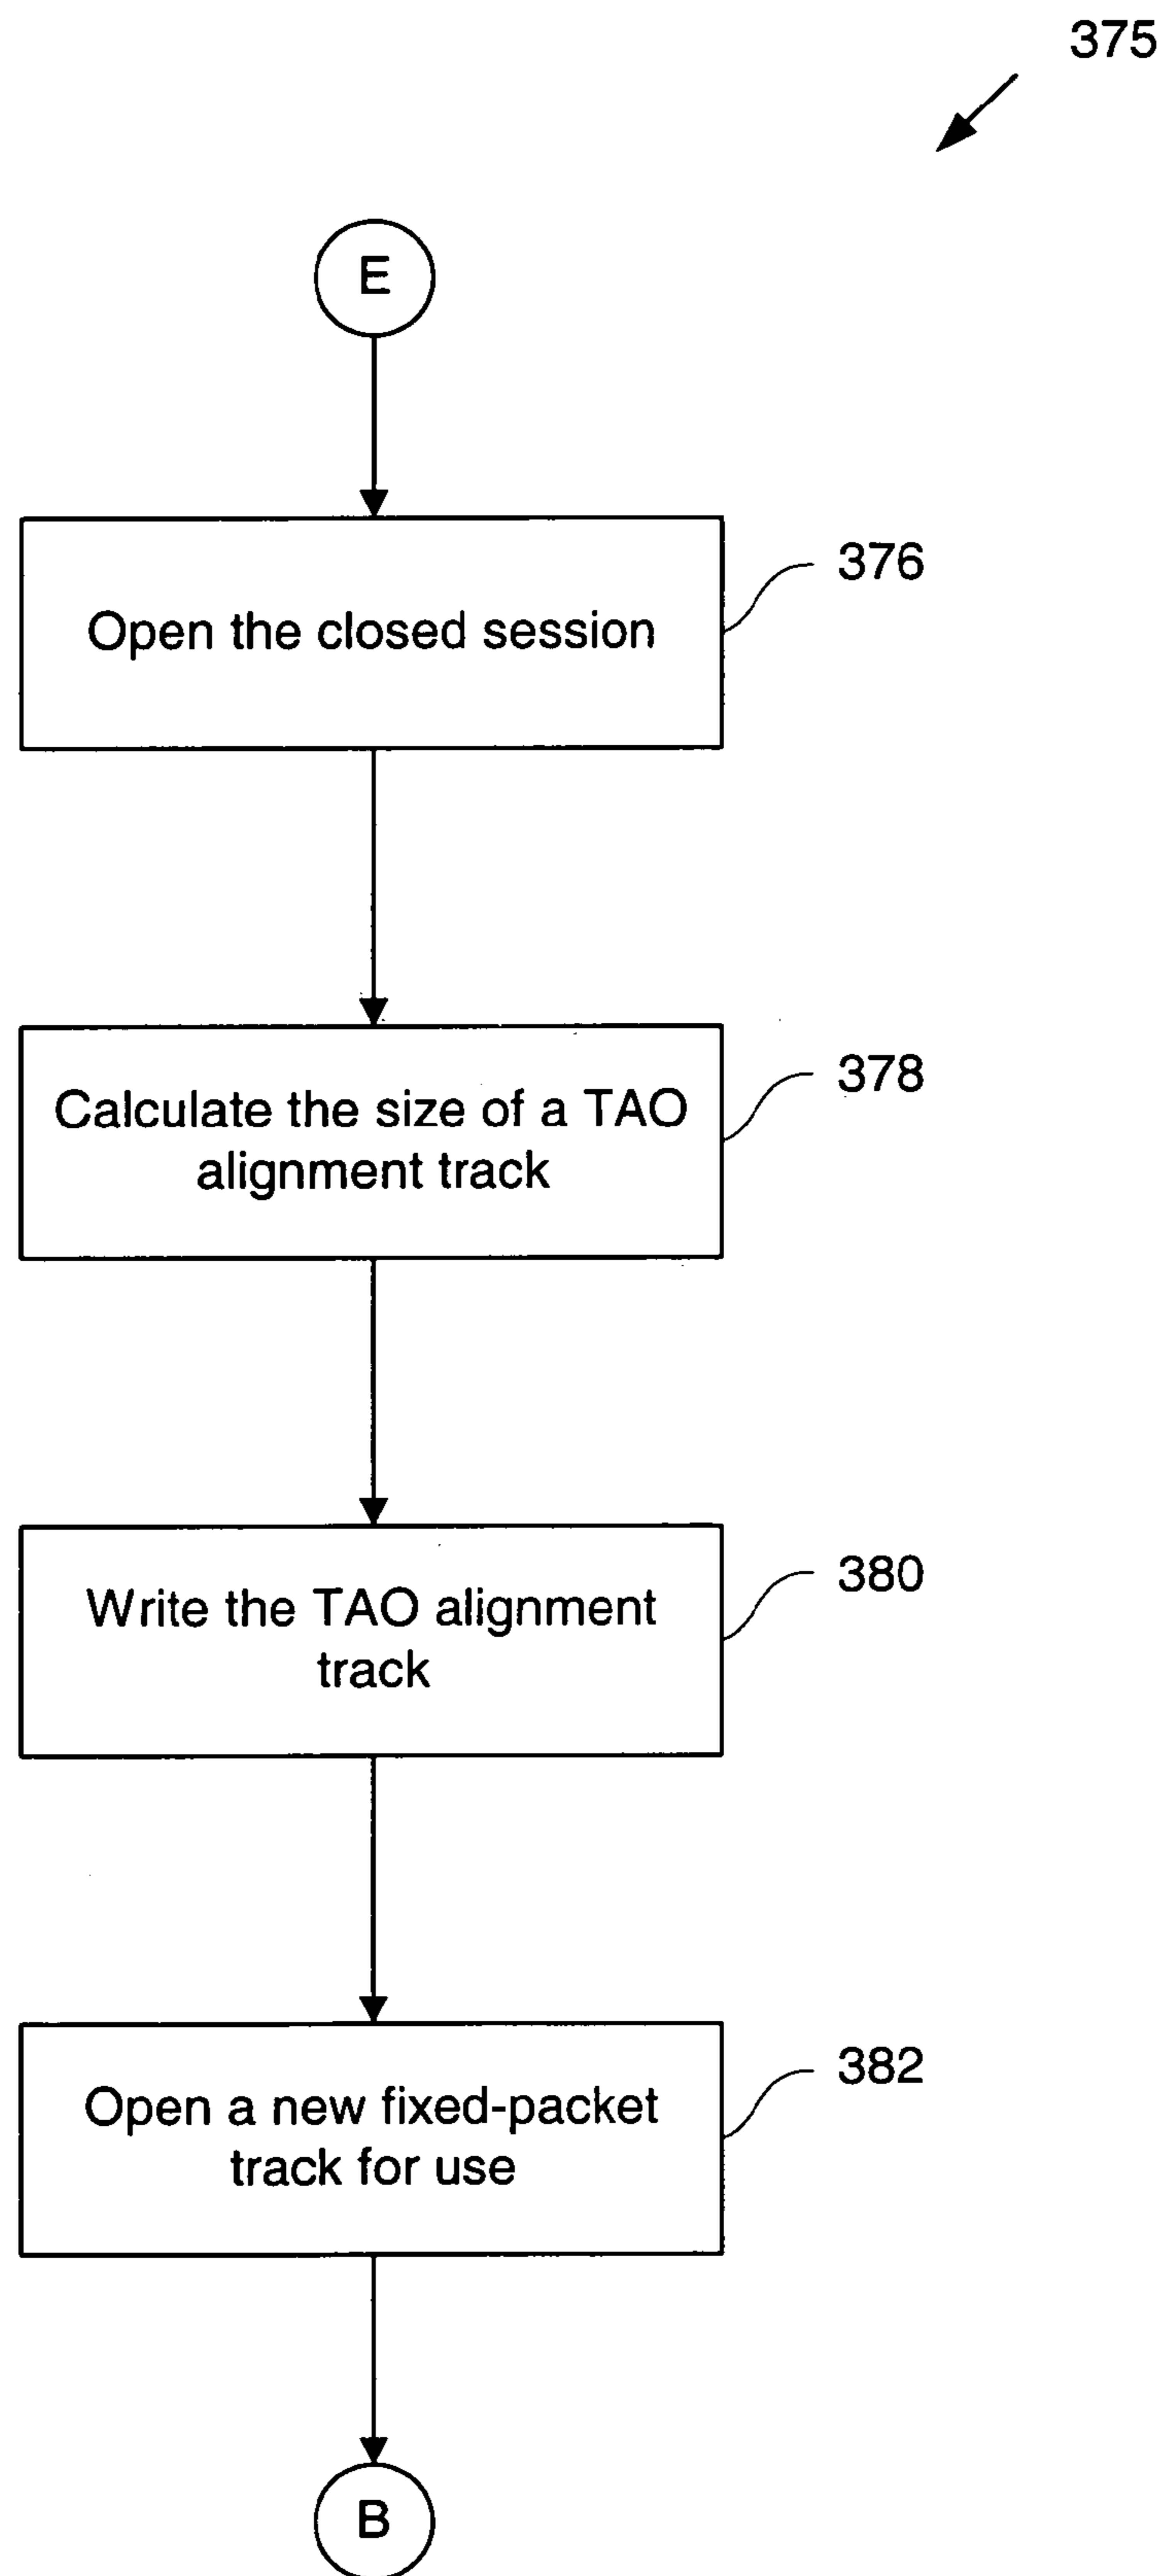 375
E
Open the closed session
376
Calculate the size of a TAO
alignment track
378
Write the TAO alignment
track
380
Open a new fixed-packet
track for use
382
B